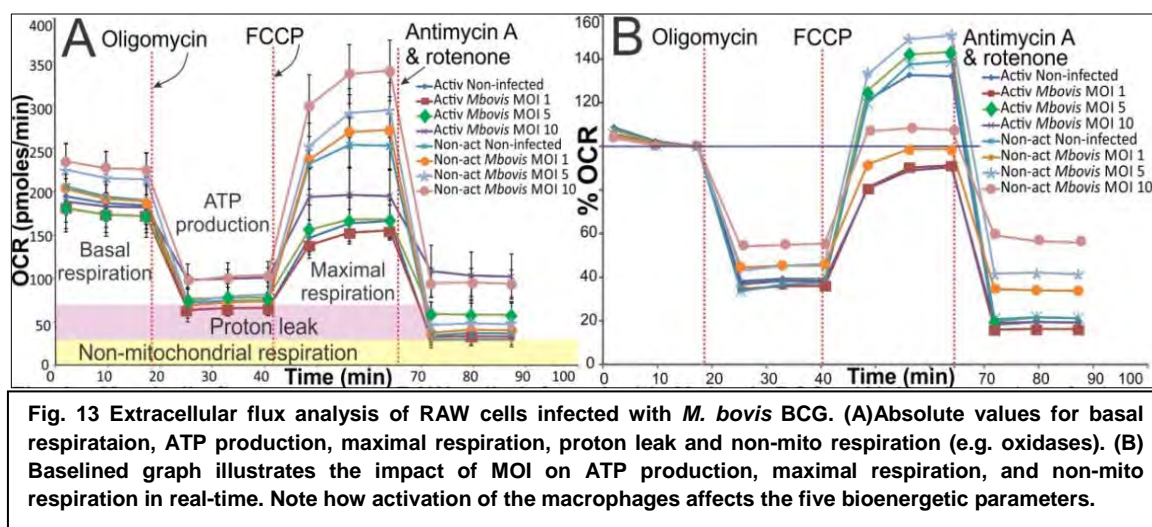 A
B
Oligomycin
FCCP
Antimycin A
& rotenone
Activ Non-infected
Activ Mbovis MOI 1
Activ Mbovis MOI 5
Activ Mbovis MOI 10
Non-act Non-infected
Non-act Mbovis MOI 1
Non-act Mbovis MOI 5
Non-act Mbovis MOI 10
OCR (pmoles/min)
400
350
300
250
200
150
100
50
0
Basal
respiration
ATP
production
Maximal
respiration
Proton leak
Non-mitochondrial respiration
0 10 20 30 40 50 60 70 80 90 100
Time (min)
Oligomycin
FCCP
Antimycin A
& rotenone
Activ Non-infected
Activ Mbovis MOI 1
Activ Mbovis MOI 5
Activ Mbovis MOI 10
Non-act Non-infected
Non-act Mbovis MOI 1
Non-act Mbovis MOI 5
Non-act Mbovis MOI 10
% OCR
160
140
120
80
60
40
20
0
0 10 20 30 40 50 60 70 80 90 100
Time (min)
Fig. 13 Extracellular flux analysis of RAW cells infected with M. bovis BCG. (A)Absolute values for basal
respirataion, ATP production, maximal respiration, proton leak and non-mito respiration (e.g. oxidases). (B)
Baselined graph illustrates the impact of MOI on ATP production, maximal respiration, and non-mito
respiration in real-time. Note how activation of the macrophages affects the five bioenergetic parameters.